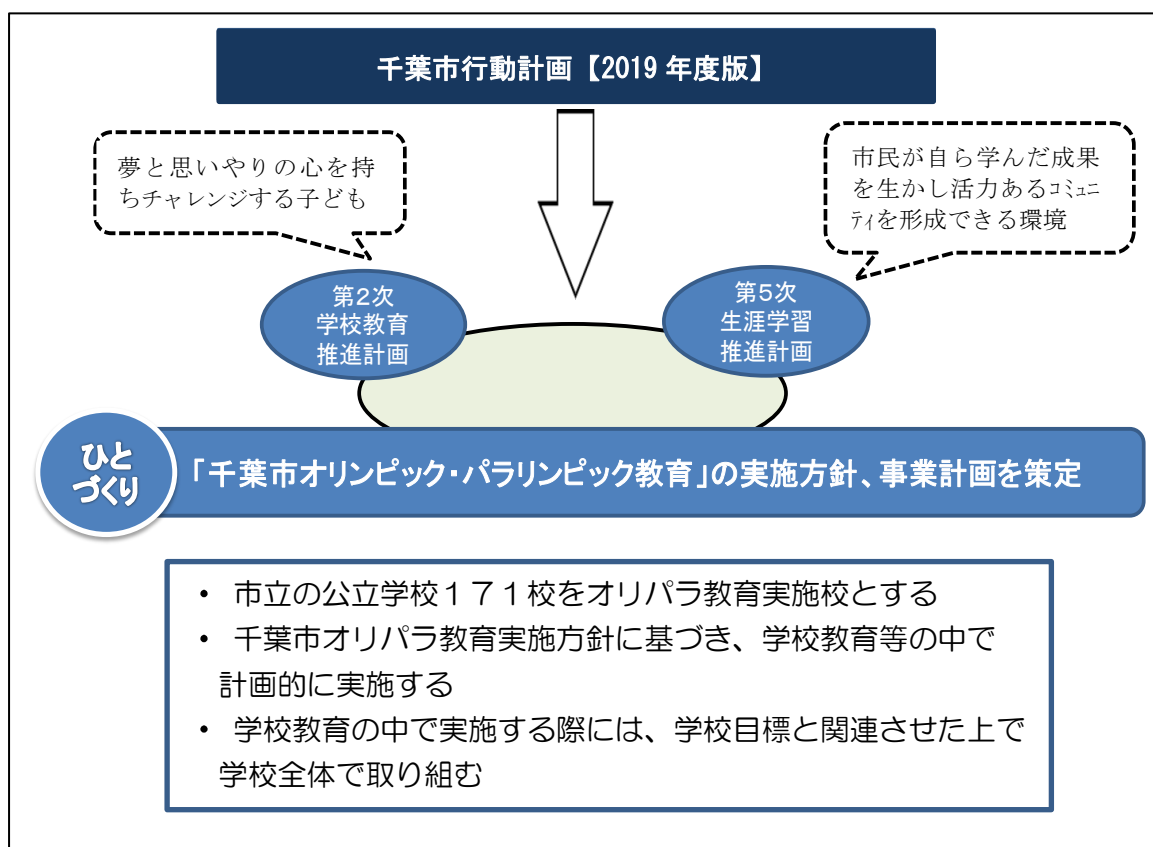 千葉市行動計画【2019 年度版】
夢と思いやりの心を持
ちチャレンジする子ども
市民が自ら学んだ成果
を生かし活力あるｺﾐｭﾆ
ﾃｨを形成できる環境
第２次
学校教育
推進計画
第５次
生涯学習
推進計画
ひと
づくり
「千葉市オリンピック・パラリンピック教育」の実施方針、事業計画を策定
・ 市立の公立学校１７１校をオリパラ教育実施校とする
・ 千葉市オリパラ教育実施方針に基づき、学校教育等の中で
計画的に実施する
・ 学校教育の中で実施する際には、学校目標と関連させた上で
学校全体で取り組む